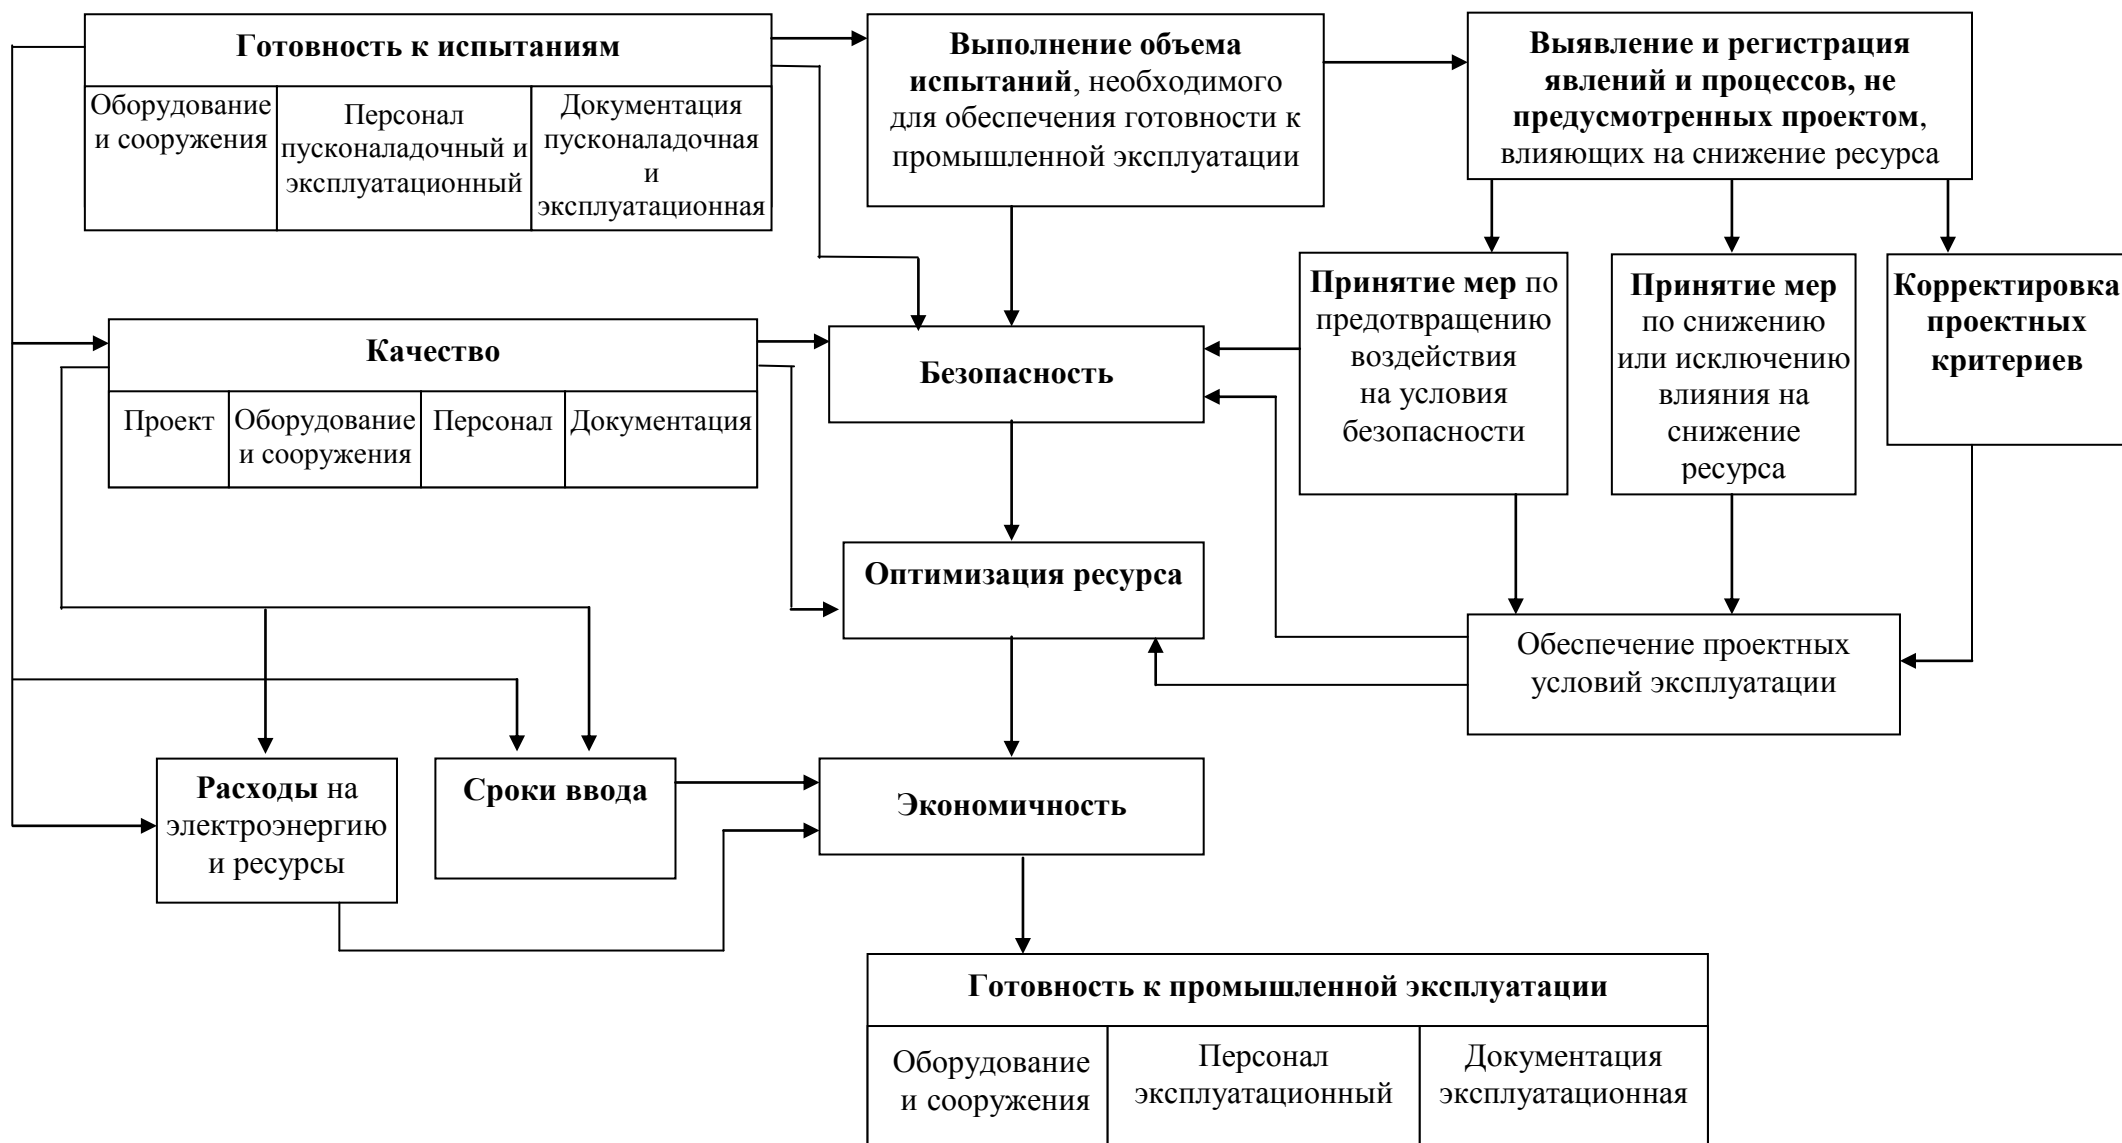 Готовность к испытаниям
Оборудование
и сооружения
Персонал
пусконаладочный и
эксплуатационный
Документация
пусконаладочная
и
эксплуатационная
Выполнение объема
испытаний, необходимого
для обеспечения готовности к
промышленной эксплуатации
Выявление и регистрация
явлений и процессов, не
предусмотренных проектом,
влияющих на снижение ресурса
Принятие мер по
предотвращению
воздействия
на условия
безопасности
Принятие мер
по снижению
или исключению
влияния на
снижение
ресурса
Корректировка
проектных
критериев
Качество
Проект
Оборудование
и сооружения
Персонал
Документация
Безопасность
Оптимизация ресурса
Обеспечение проектных
условий эксплуатации
Расходы на
электроэнергию
и ресурсы
Сроки ввода
Экономичность
Готовность к промышленной эксплуатации
Оборудование
и сооружения
Персонал
эксплуатационный
Документация
эксплуатационная